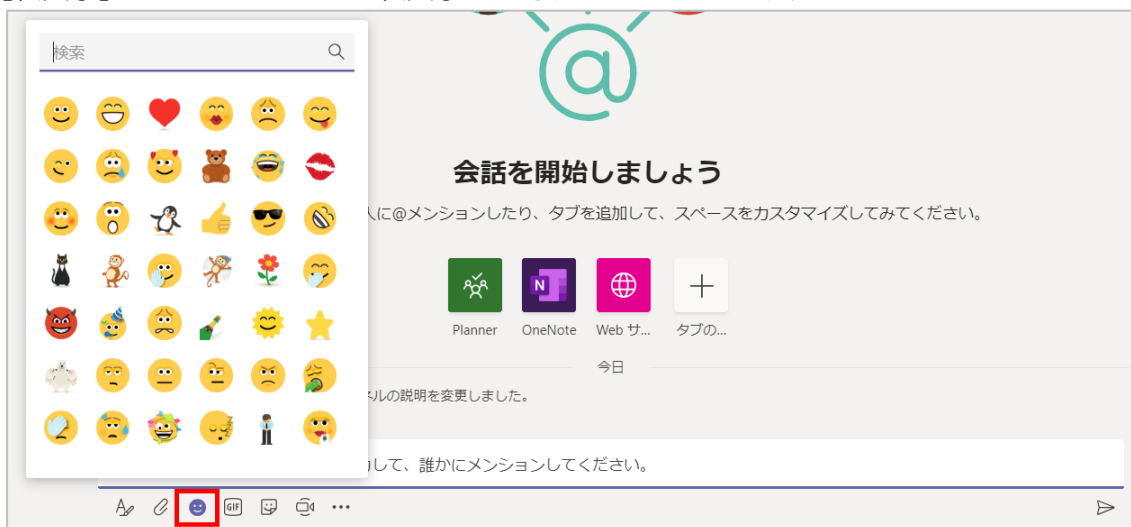 検索
会話を開始しましょう
人に@メンションしたり、タブを追加して、スペースをカスタマイズしてみてください。
N
Planner
OneNote
Web サ...
タブの...
今日
ネルの説明を変更しました。
して、誰かにメンションしてください。
GIF